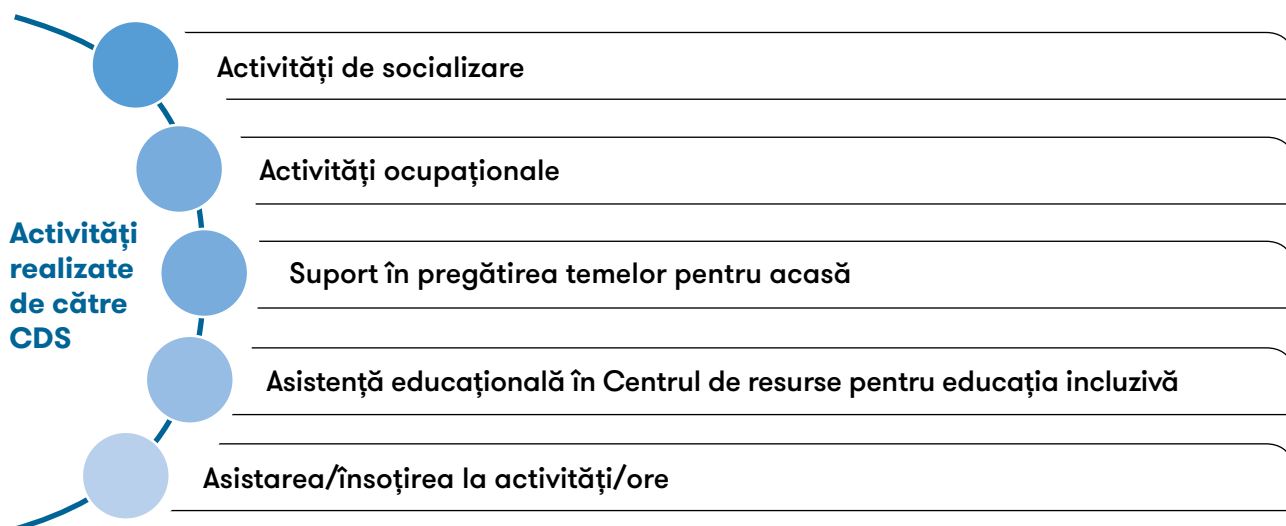 Activități
realizate
de către
CDS
Activități de socializare
Activități ocupaționale
Suport în pregătirea temelor pentru acasă
Asistență educațională în Centrul de resurse pentru educația incluzivă
Asistarea/însoțirea la activități/ore